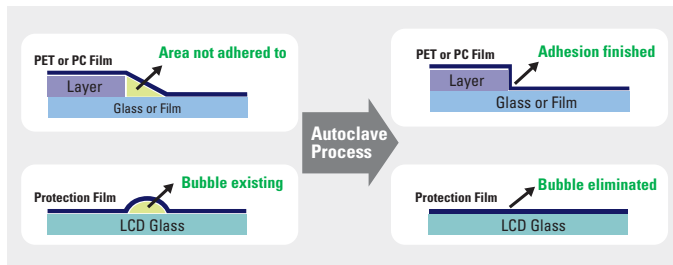 Area not adhered to
PET or PC Film
Layer
Glass or Film
Bubble existing
Protection Film
LCD Glass
Autoclave
Process
Adhesion finished
PET or PC Film
Layer
Glass or Film
Bubble eliminated
Protection Film
LCD Glass